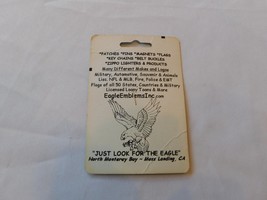 *PATCHES *PINS *MAGNETS *FLAGS
*KEY CHAINS *BELT BUCKLES
*ZIPPO LIGHTERS & PRODUCTS
Many Different Makes and Logos
Military, Automotive, Souvenir & Animals
Lic: NFL & MLB, Fire, Police & EMT
Flags of all 50 States, Countries & Military
Licensed Loony Toons & More
EagleEmblemsInc.com
"JUST LOOK FOR THE EAGLE"
North Monterey Bay ~ Moss Landing, CA